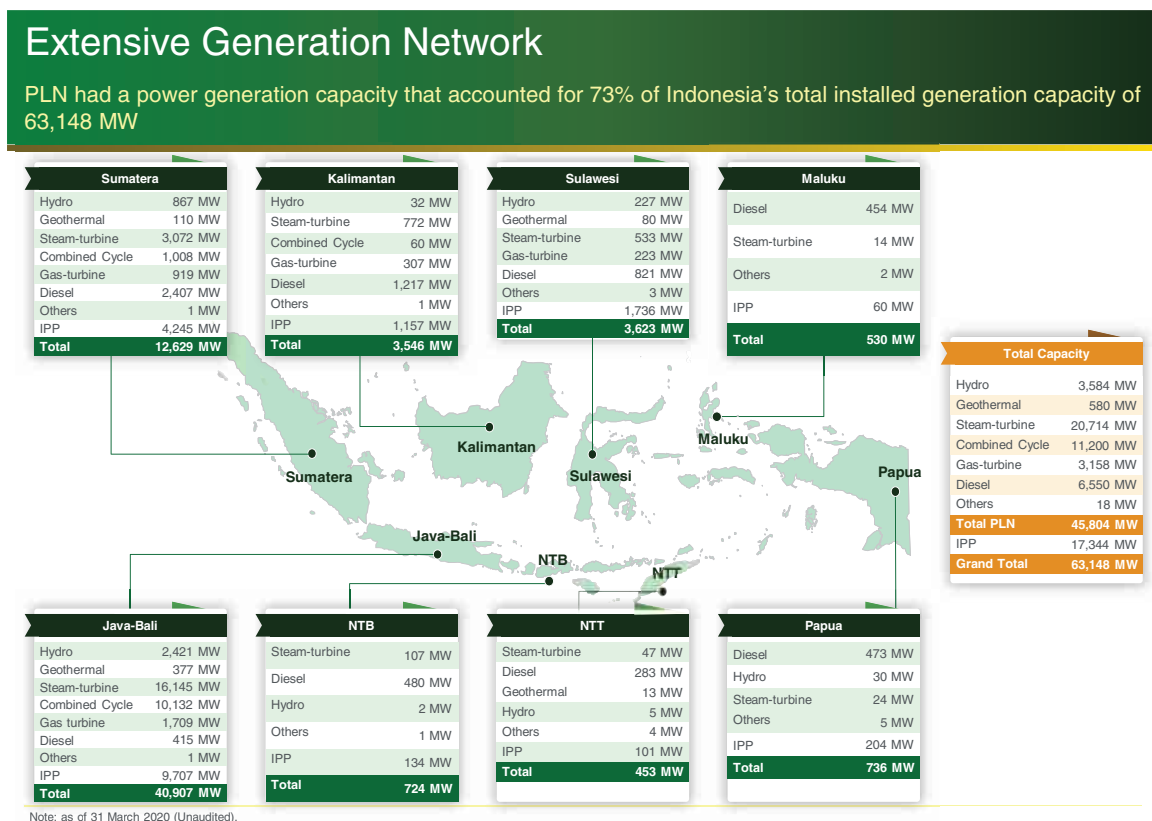 Extensive Generation Network
PLN had a power generation capacity that accounted for 73% of Indonesia's total installed generation capacity of
63,148 MW
Sumatera
Hydro 867 MW
Geothermal 110 MW
Steam-turbine 3,072 MW
Combined Cycle 1,008 MW
Gas-turbine 919 MW
Diesel 2,407 MW
Others 1 MW
IPP 4,245 MW
Total 12,629 MW
Kalimantan
Hydro 32 MW
Steam-turbine 772 MW
Combined Cycle 60 MW
Gas-turbine 307 MW
Diesel 1,217 MW
Others 1 MW
IPP 1,157 MW
Total 3,546 MW
Sulawesi
Hydro 227 MW
Geothermal 80 MW
Steam-turbine 533 MW
Gas-turbine 223 MW
Diesel 821 MW
Others 3 MW
IPP 1,736 MW
Total 3,623 MW
Maluku
Diesel 454 MW
Steam-turbine 14 MW
Others 2 MW
IPP 60 MW
Total 530 MW
Total Capacity
Hydro 3,584 MW
Geothermal 580 MW
Steam-turbine 20,714 MW
Combined Cycle 11,200 MW
Gas-turbine 3,158 MW
Diesel 6,550 MW
Others 18 MW
Total PLN 45,804 MW
IPP 17,344 MW
Grand Total 63,148 MW
Sumatera
Kalimantan
Sulawesi
Maluku
Papua
Java-Bali
NTB
NTT
Java-Bali
Hydro 2,421 MW
Geothermal 377 MW
Steam-turbine 16,145 MW
Combined Cycle 10,132 MW
Gas turbine 1,709 MW
Diesel 415 MW
Others 1 MW
IPP 9,707 MW
Total 40,907 MW
NTB
Steam-turbine 107 MW
Diesel 480 MW
Hydro 2 MW
Others 1 MW
IPP 134 MW
Total 724 MW
NTT
Steam-turbine 47 MW
Diesel 283 MW
Geothermal 13 MW
Hydro 5 MW
Others 4 MW
IPP 101 MW
Total 453 MW
Papua
Diesel 473 MW
Hydro 30 MW
Steam-turbine 24 MW
Others 5 MW
IPP 204 MW
Total 736 MW
Note: as of 31 March 2020 (Unaudited).